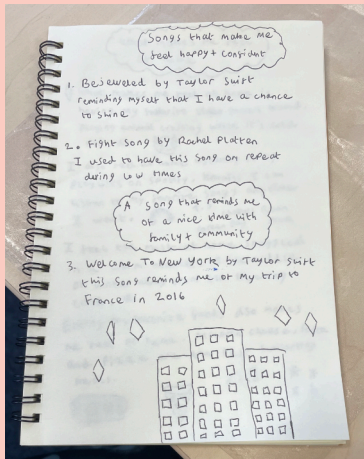 Songs that make me
feel happy + confident
1. Bejeweled by Taylor Swift
reminding myself that I have a chance
to shine
2. Fight Song by Rachel Platten
I used to have this song on repeat
during low times
A song that reminds me
of a nice time with
family + community
3. Welcome To New York by Taylor Swift
this song reminds me of my trip to
France in 2016